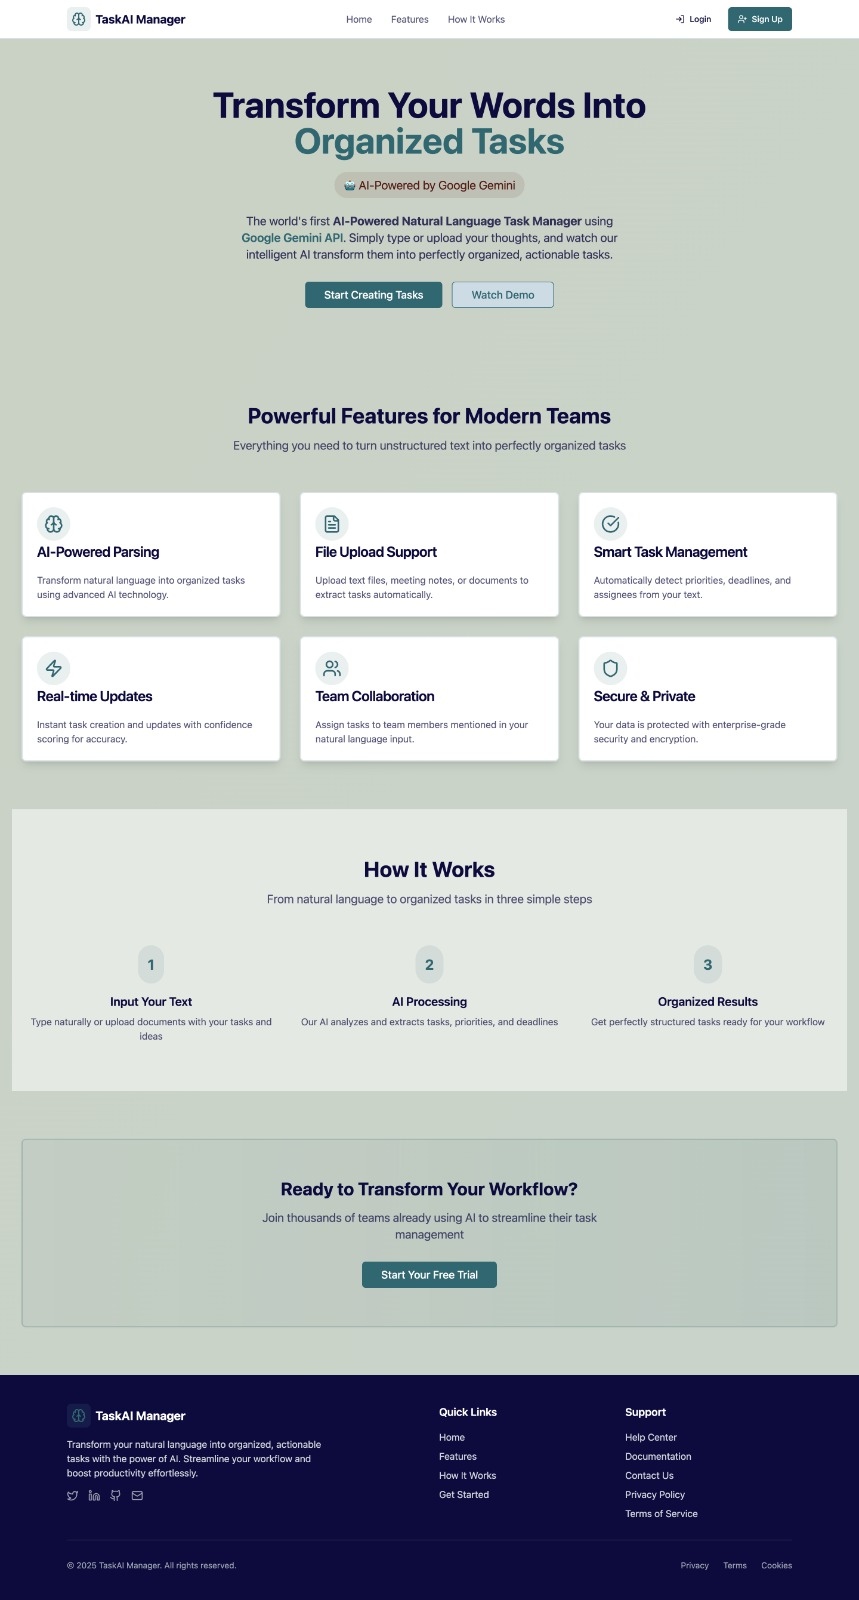 TaskAI Manager
Home
Features
How It Works
Login
Sign Up
Transform Your Words Into
Organized Tasks
AI-Powered by Google Gemini
The world's first AI-Powered Natural Language Task Manager using
Google Gemini API. Simply type or upload your thoughts, and watch our
intelligent AI transform them into perfectly organized, actionable tasks.
Start Creating Tasks
Watch Demo
Powerful Features for Modern Teams
Everything you need to turn unstructured text into perfectly organized tasks
AI-Powered Parsing
Transform natural language into organized tasks
using advanced AI technology.
File Upload Support
Upload text files, meeting notes, or documents to
extract tasks automatically.
Smart Task Management
Automatically detect priorities, deadlines, and
assignees from your text.
Real-time Updates
Instant task creation and updates with confidence
scoring for accuracy.
Team Collaboration
Assign tasks to team members mentioned in your
natural language input.
Secure & Private
Your data is protected with enterprise-grade
security and encryption.
How It Works
From natural language to organized tasks in three simple steps
1
Input Your Text
Type naturally or upload documents with your tasks and
ideas
2
AI Processing
Our AI analyzes and extracts tasks, priorities, and deadlines
3
Organized Results
Get perfectly structured tasks ready for your workflow
Ready to Transform Your Workflow?
Join thousands of teams already using AI to streamline their task
management
Start Your Free Trial
TaskAI Manager
Transform your natural language into organized, actionable
tasks with the power of AI. Streamline your workflow and
boost productivity effortlessly.
Quick Links
Home
Features
How It Works
Get Started
Support
Help Center
Documentation
Contact Us
Privacy Policy
Terms of Service
© 2025 TaskAI Manager. All rights reserved.
Privacy
Terms
Cookies